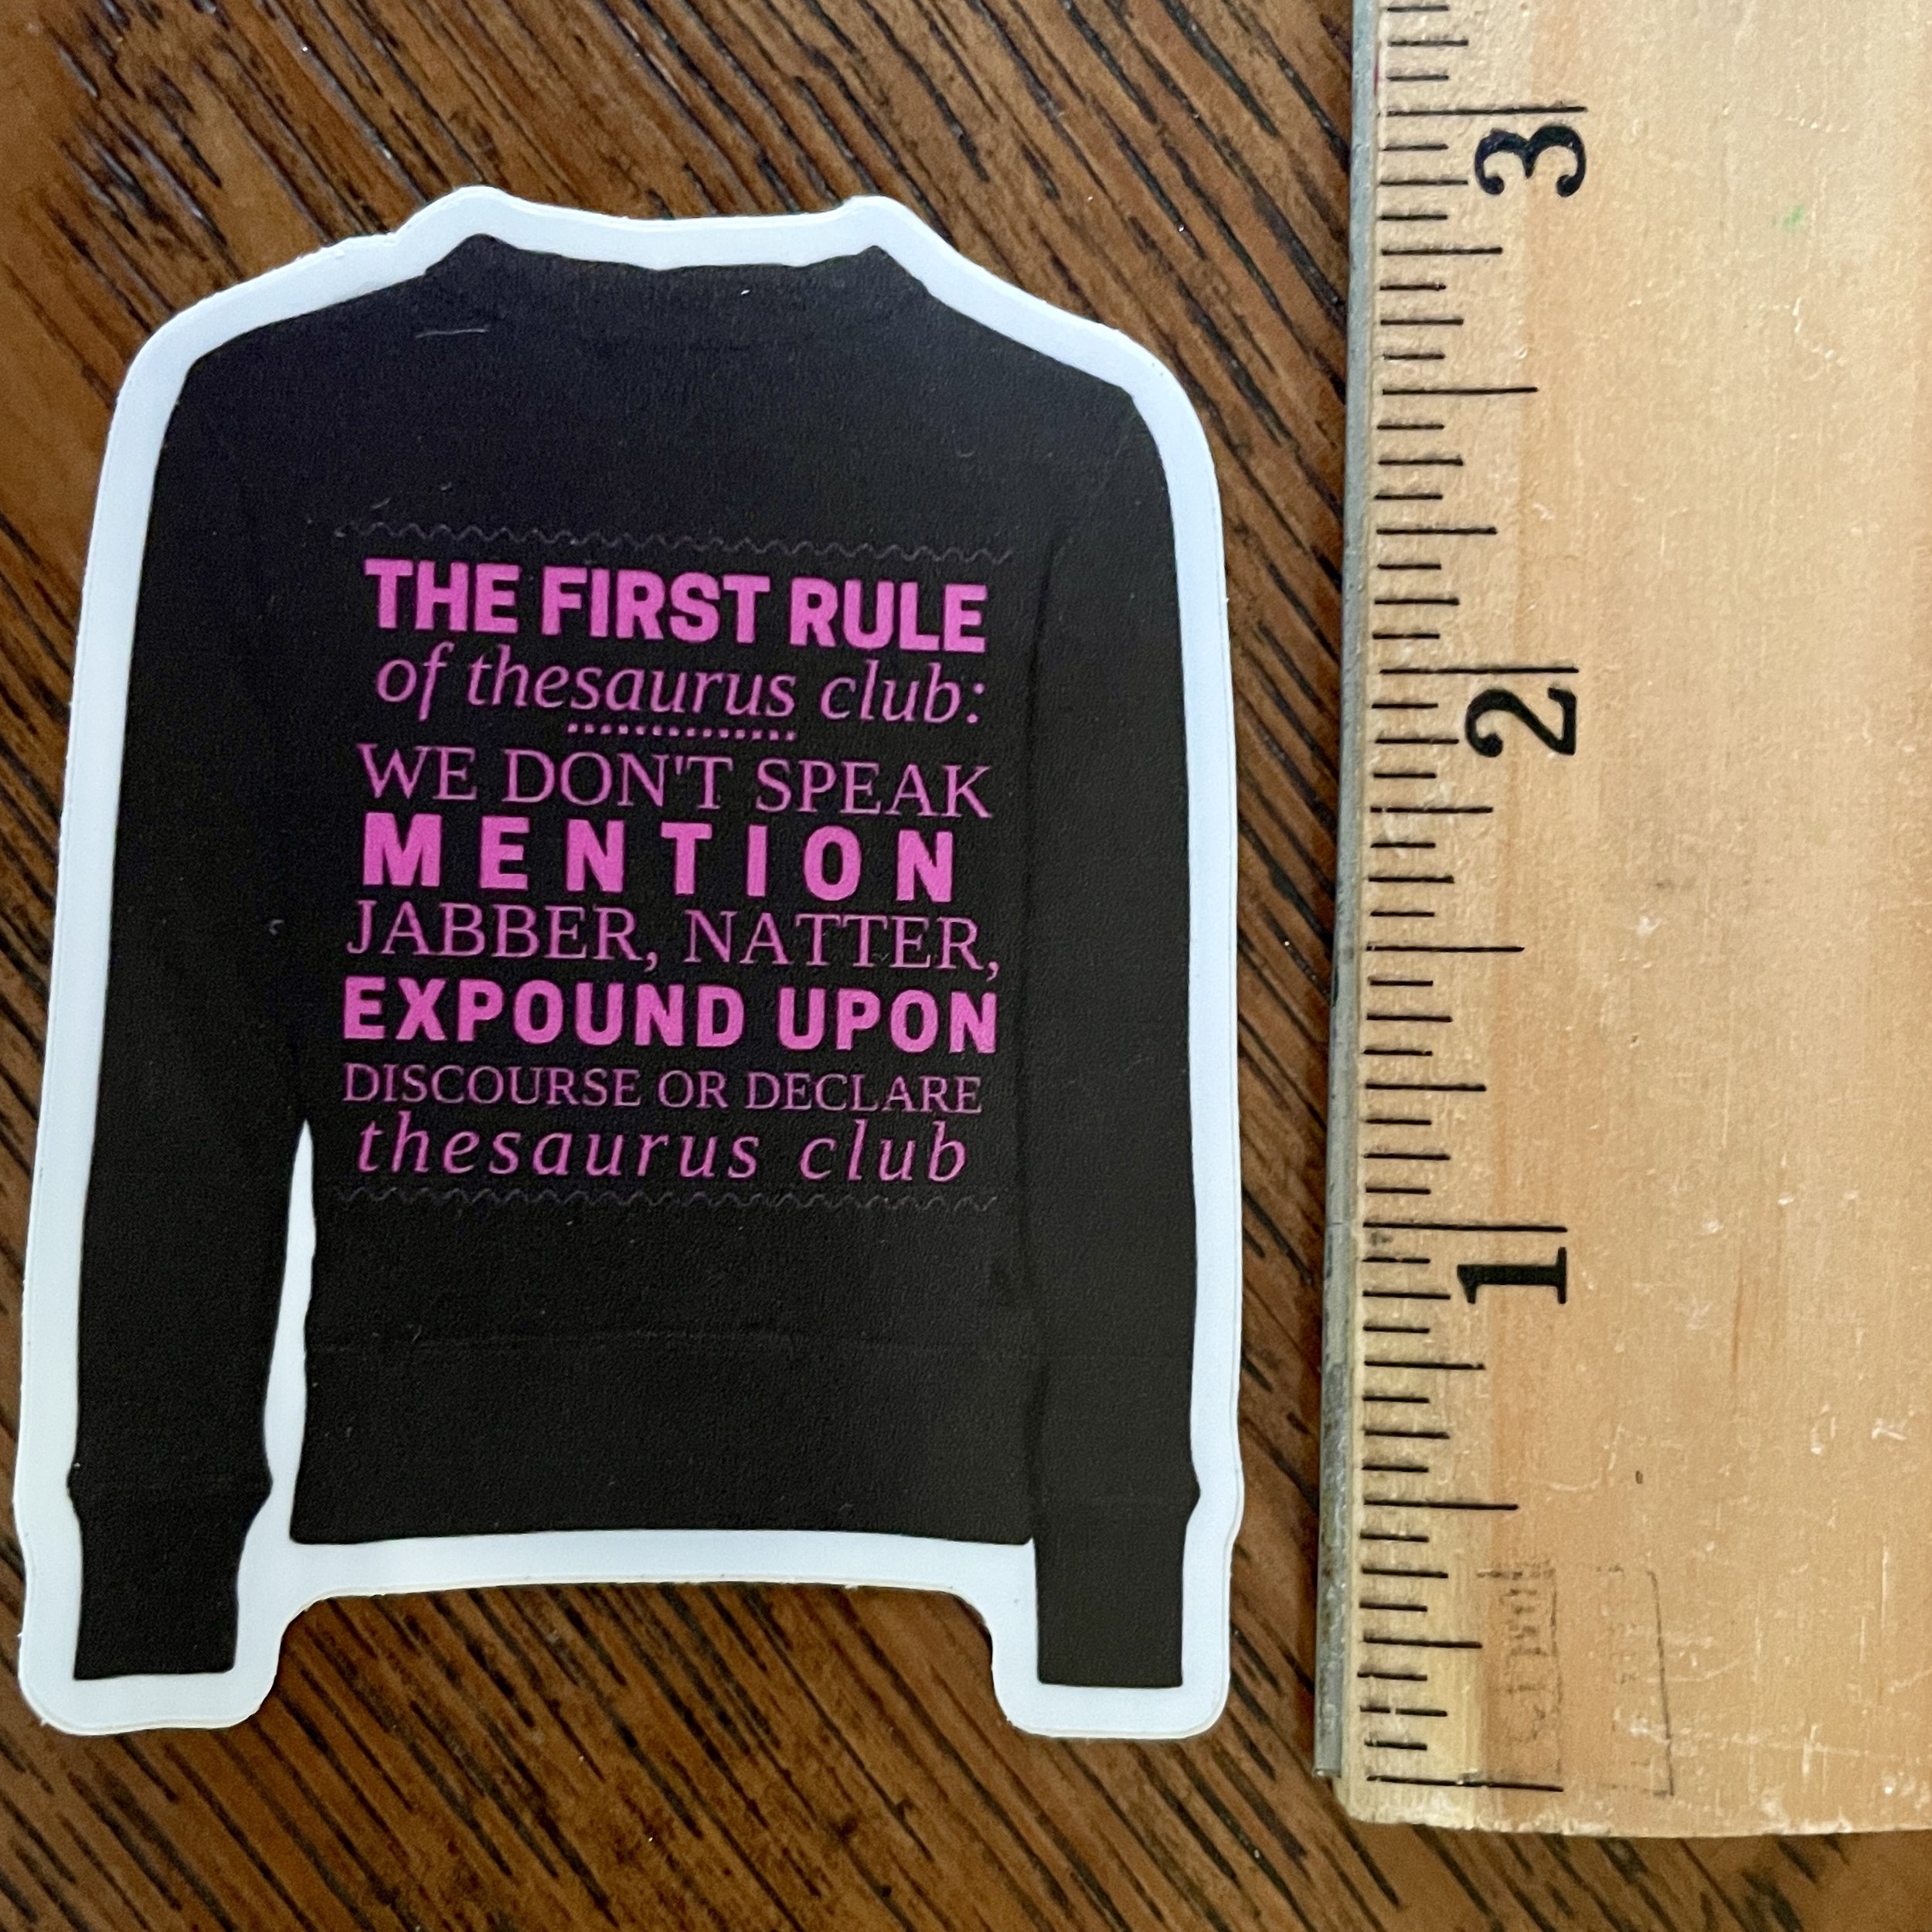 THE FIRST RULE
of thesaurus club:
WE DON'T SPEAK
MENTION
JABBER, NATTER,
EXPOUND UPON
DISCOURSE OR DECLARE
thesaurus club
3
2
1